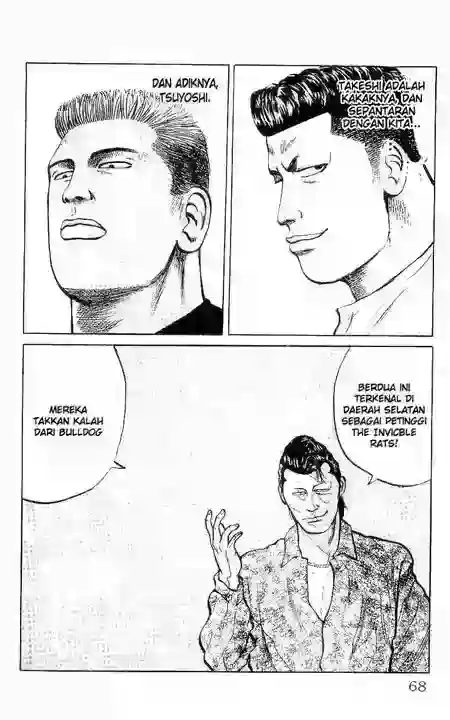 TAKESHI ADALAH
KAKAKNYA, DAN
SEPANTARAN
DENGAN KITA...
DAN ADIKNYA,
TSUYOSHI.
BERDUA INI
TERKENAL DI
DAERAH SELATAN
SEBAGAI PETINGGI
THE INVICBLE
RATS!
MEREKA
TAKKAN KALAH
DARI BULLDOG
68